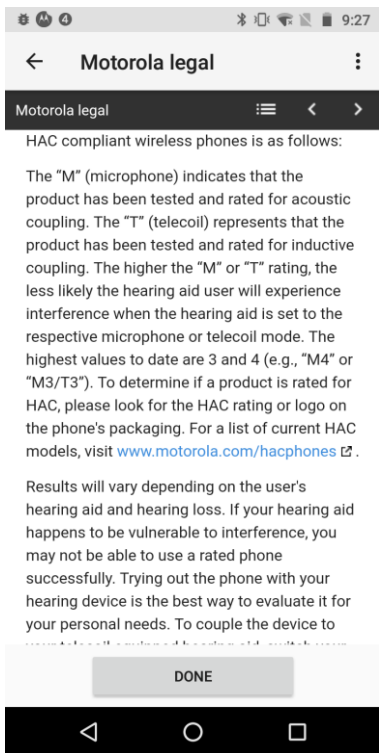 9:27
Motorola legal
Motorola legal
HAC compliant wireless phones is as follows:
The “M” (microphone) indicates that the
product has been tested and rated for acoustic
coupling. The “T” (telecoil) represents that the
product has been tested and rated for inductive
coupling. The higher the “M” or “T” rating, the
less likely the hearing aid user will experience
interference when the hearing aid is set to the
respective microphone or telecoil mode. The
highest values to date are 3 and 4 (e.g., “M4” or
“M3/T3”). To determine if a product is rated for
HAC, please look for the HAC rating or logo on
the phone's packaging. For a list of current HAC
models, visit www.motorola.com/hacphones .
Results will vary depending on the user's
hearing aid and hearing loss. If your hearing aid
happens to be vulnerable to interference, you
may not be able to use a rated phone
successfully. Trying out the phone with your
hearing device is the best way to evaluate it for
your personal needs. To couple the device to
DONE